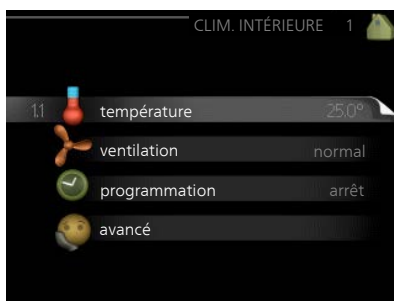 CLIM. INTÉRIEURE 1
1.1 température 25.0°
ventilation normal
programmation arrêt
avancé